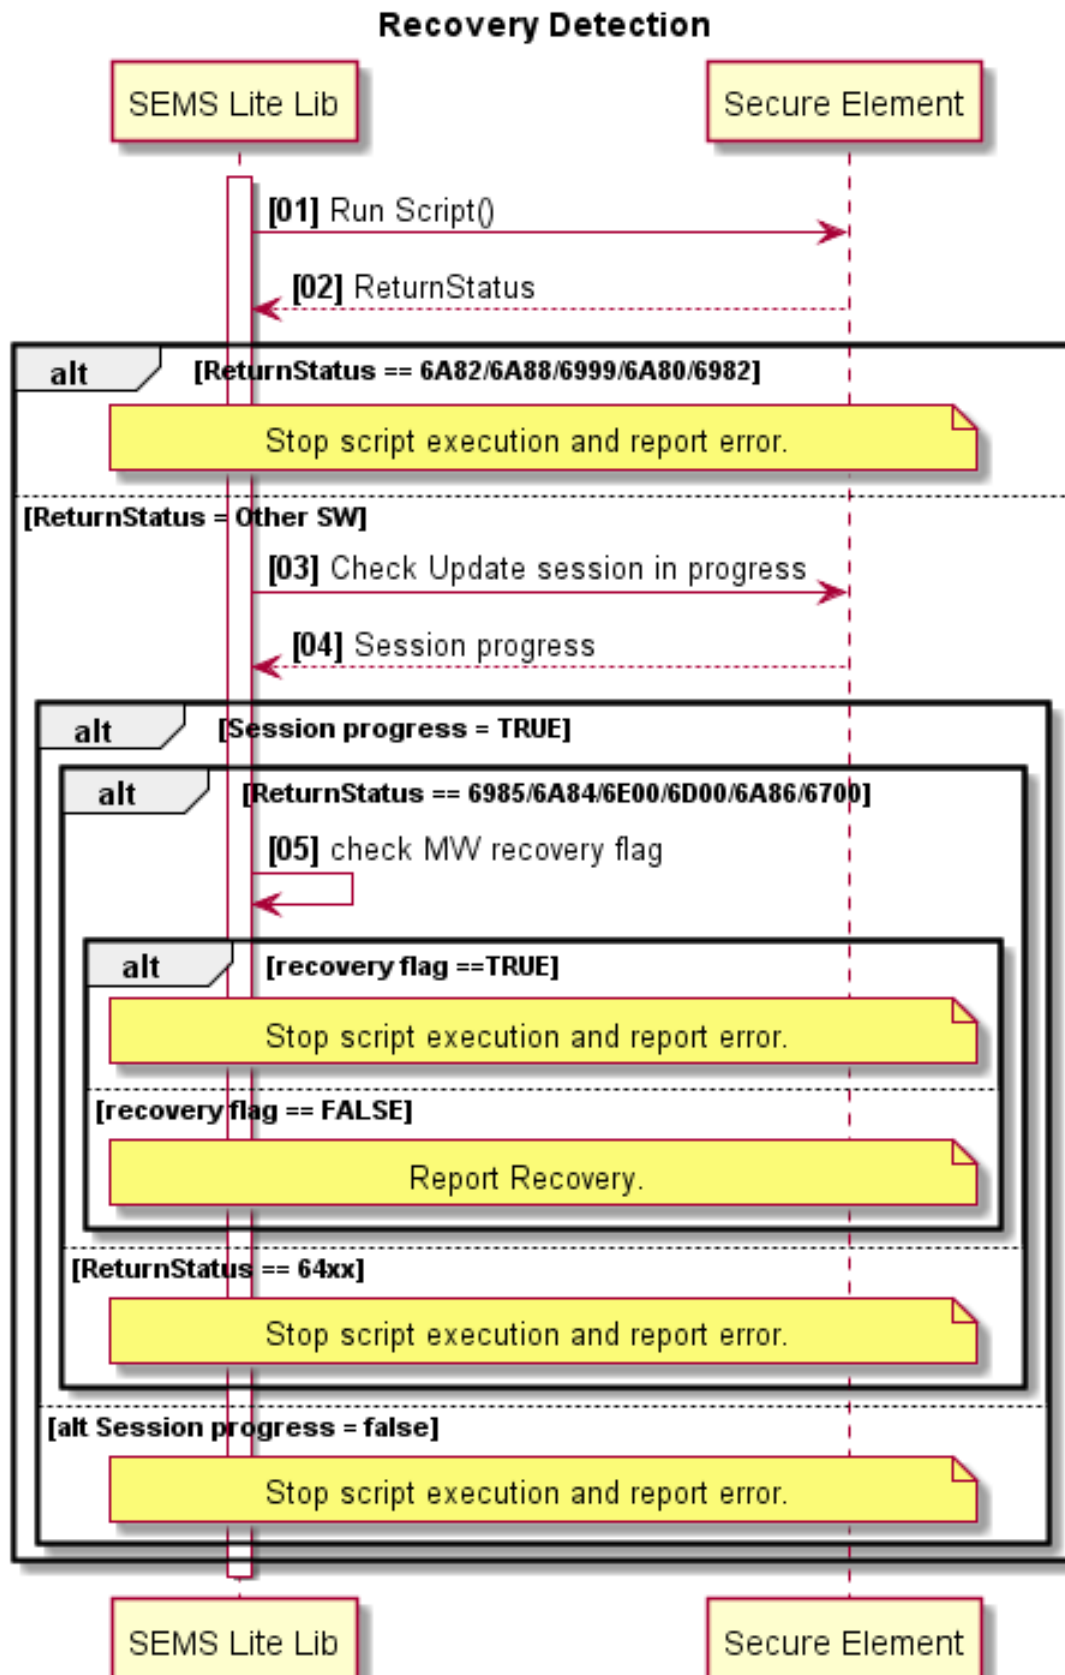 Recovery Detection
SEMS Lite Lib
Secure Element
[01] Run Script()
[02] ReturnStatus
alt
[ReturnStatus == 6A82/6A88/6999/6A80/6982]
Stop script execution and report error.
[ReturnStatus = Other SW]
[03] Check Update session in progress
[04] Session progress
alt
[Session progress = TRUE]
alt
[ReturnStatus == 6985/6A84/6E00/6D00/6A86/6700]
[05] check MW recovery flag
alt
[recovery flag ==TRUE]
Stop script execution and report error.
[recovery flag == FALSE]
Report Recovery.
[ReturnStatus == 64xx]
Stop script execution and report error.
[alt Session progress = false]
Stop script execution and report error.
SEMS Lite Lib
Secure Element